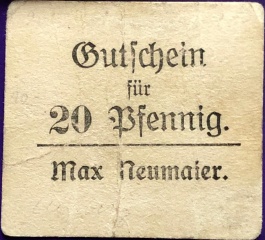 Gutschein
für
20 Pfennig.
Max Neumaier.